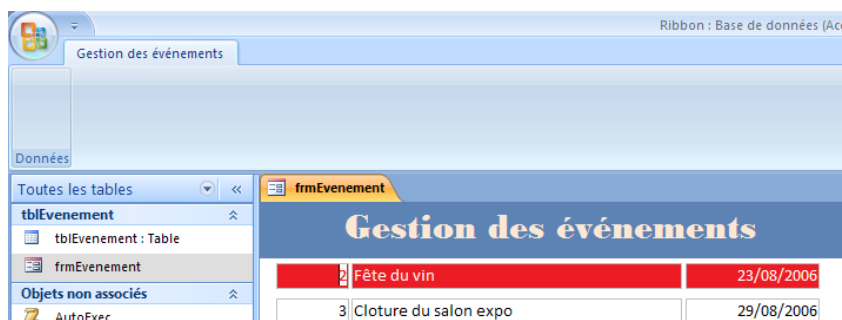 Ribbon : Base de données (Acc
Gestion des événements
Données
Toutes les tables
frmEvenement
tblEvenement
Gestion des événements
tblEvenement : Table
frmEvenement
2 Fête du vin 23/08/2006
Objets non associés
3 Cloture du salon expo 29/08/2006
AutoExec